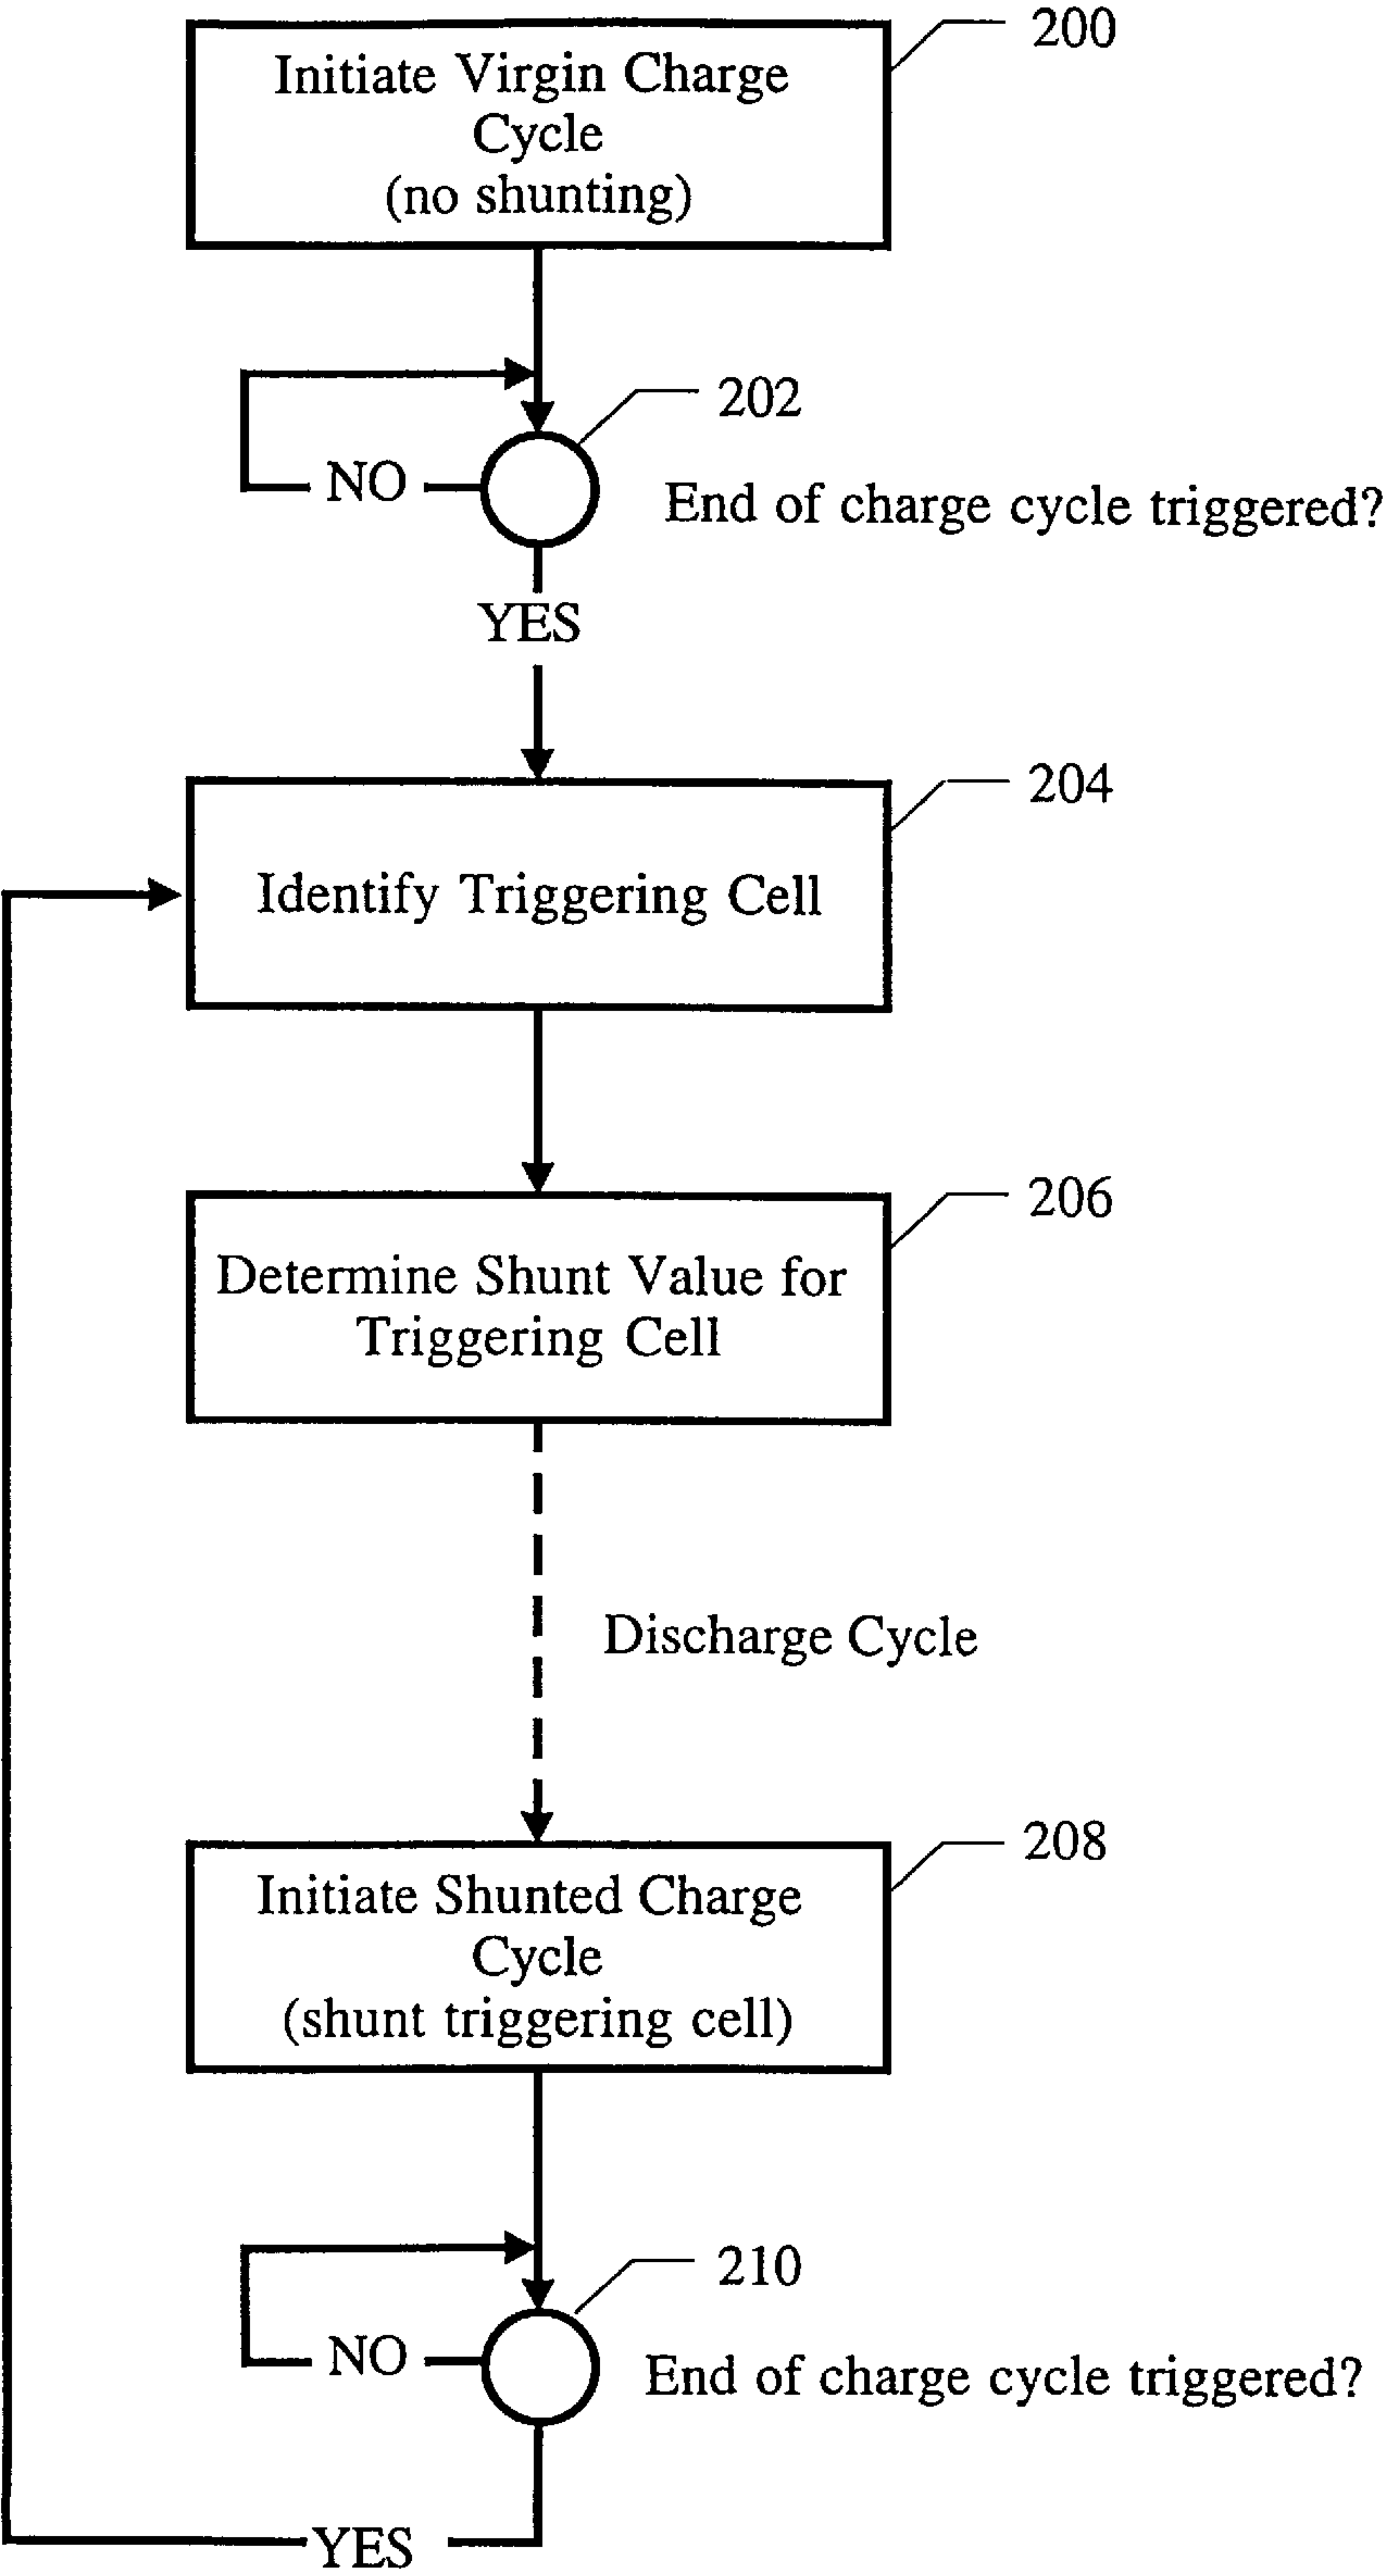 200
Initiate Virgin Charge
Cycle
(no shunting)
202
NO
End of charge cycle triggered?
YES
204
Identify Triggering Cell
206
Determine Shunt Value for
Triggering Cell
Discharge Cycle
208
Initiate Shunted Charge
Cycle
(shunt triggering cell)
210
NO
End of charge cycle triggered?
YES